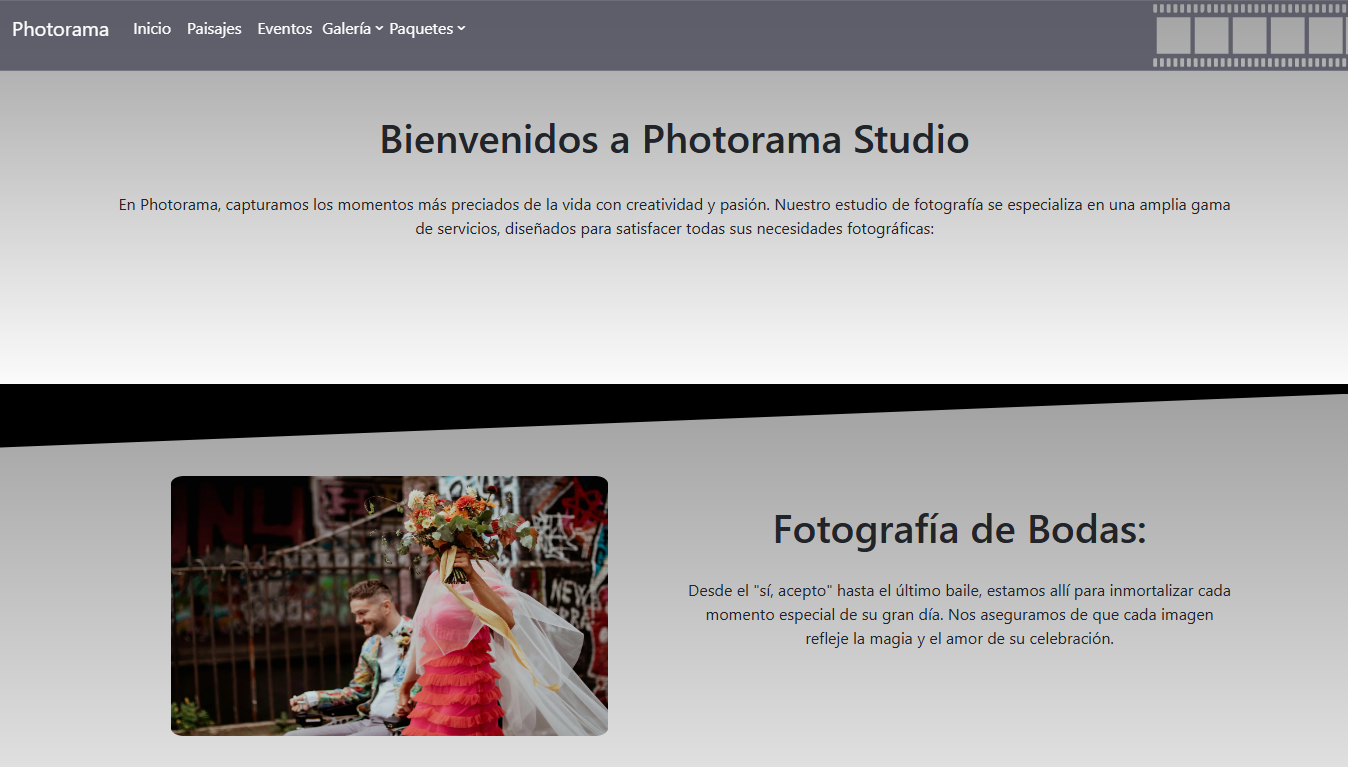 Photorama Inicio Paisajes Eventos Galería Paquetes
Bienvenidos a Photorama Studio
En Photorama, capturamos los momentos más preciados de la vida con creatividad y pasión. Nuestro estudio de fotografía se especializa en una amplia gama
de servicios, diseñados para satisfacer todas sus necesidades fotográficas:
Fotografía de Bodas:
Desde el "sí, acepto" hasta el último baile, estamos allí para inmortalizar cada
momento especial de su gran día. Nos aseguramos de que cada imagen
refleje la magia y el amor de su celebración.
NEW